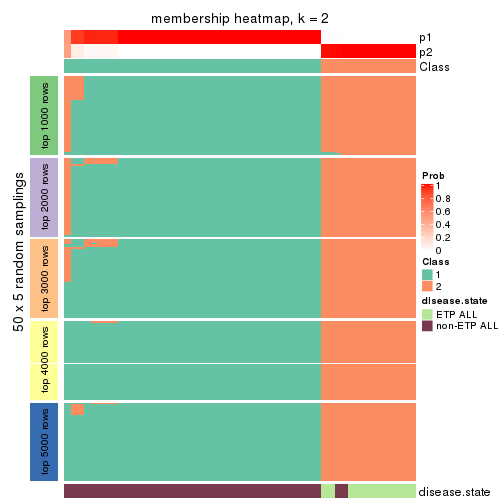 membership heatmap, k = 2
p1
p2
Class
50 x 5 random samplings
top 1000 rows
top 2000 rows
top 3000 rows
top 4000 rows
top 5000 rows
Prob
1
0.8
0.6
0.4
0.2
0
Class
1
2
disease.state
ETP ALL
non-ETP ALL
disease.state